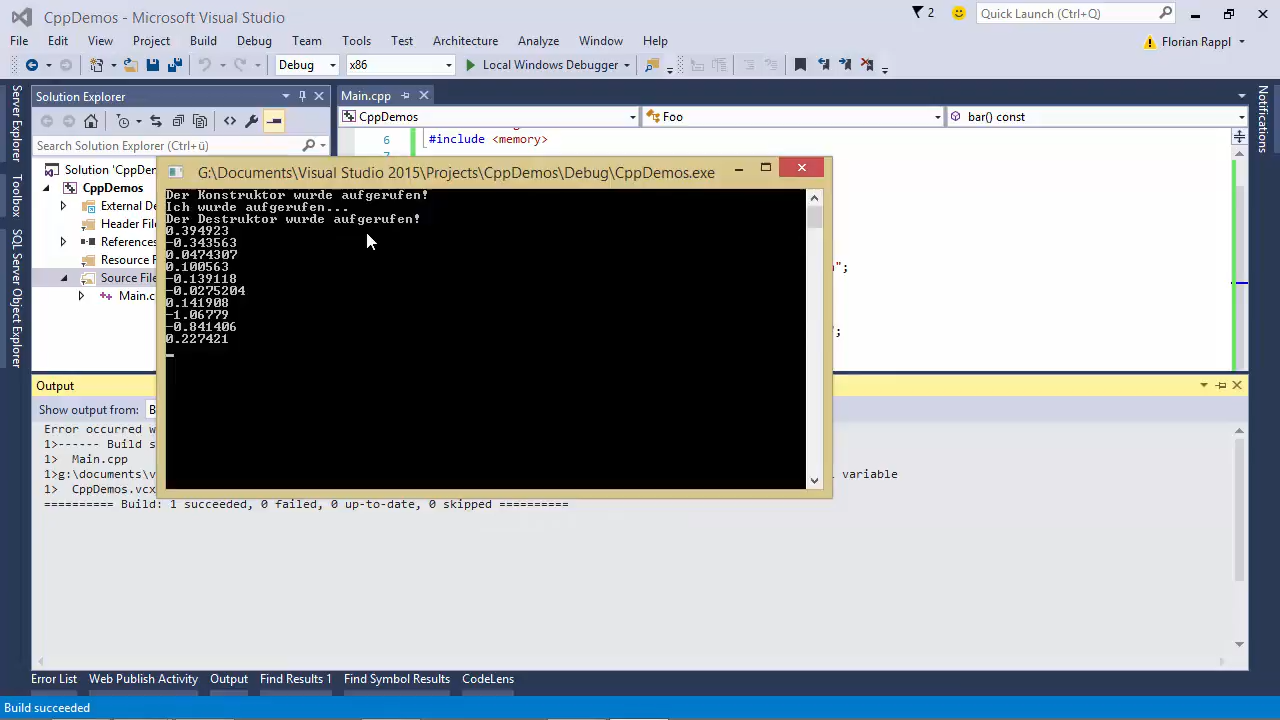 CppDemos - Microsoft Visual Studio
2
Quick Launch (Ctrl+Q)
File Edit View Project Build Debug Team Tools Test Architecture Analyze Window Help
Florian Rappl
Debug x86 Local Windows Debugger
Server Explorer
Toolbox
SQL Server Object Explorer
Notifications
Solution Explorer
Search Solution Explorer (Ctrl+ü)
Solution 'CppDe
CppDemos
External D
Header File
References
Resource F
Source File
Main.c
Main.cpp
CppDemos
Foo
bar() const
6 #include <memory>
";
";
G:\Documents\Visual Studio 2015\Projects\CppDemos\Debug\CppDemos.exe
Der Konstruktor wurde aufgerufen!
Ich wurde aufgerufen...
Der Destruktor wurde aufgerufen!
0.394923
-0.343563
0.0474307
0.100563
-0.139118
-0.0275204
0.141908
-1.06779
-0.841406
0.227421
Output
Show output from: B
Error occurred w
1>------ Build s
1> Main.cpp
1>g:\documents\v l variable
1> CppDemos.vcx
========== Build: 1 succeeded, 0 failed, 0 up-to-date, 0 skipped ==========
Error List Web Publish Activity Output Find Results 1 Find Symbol Results CodeLens
Build succeeded